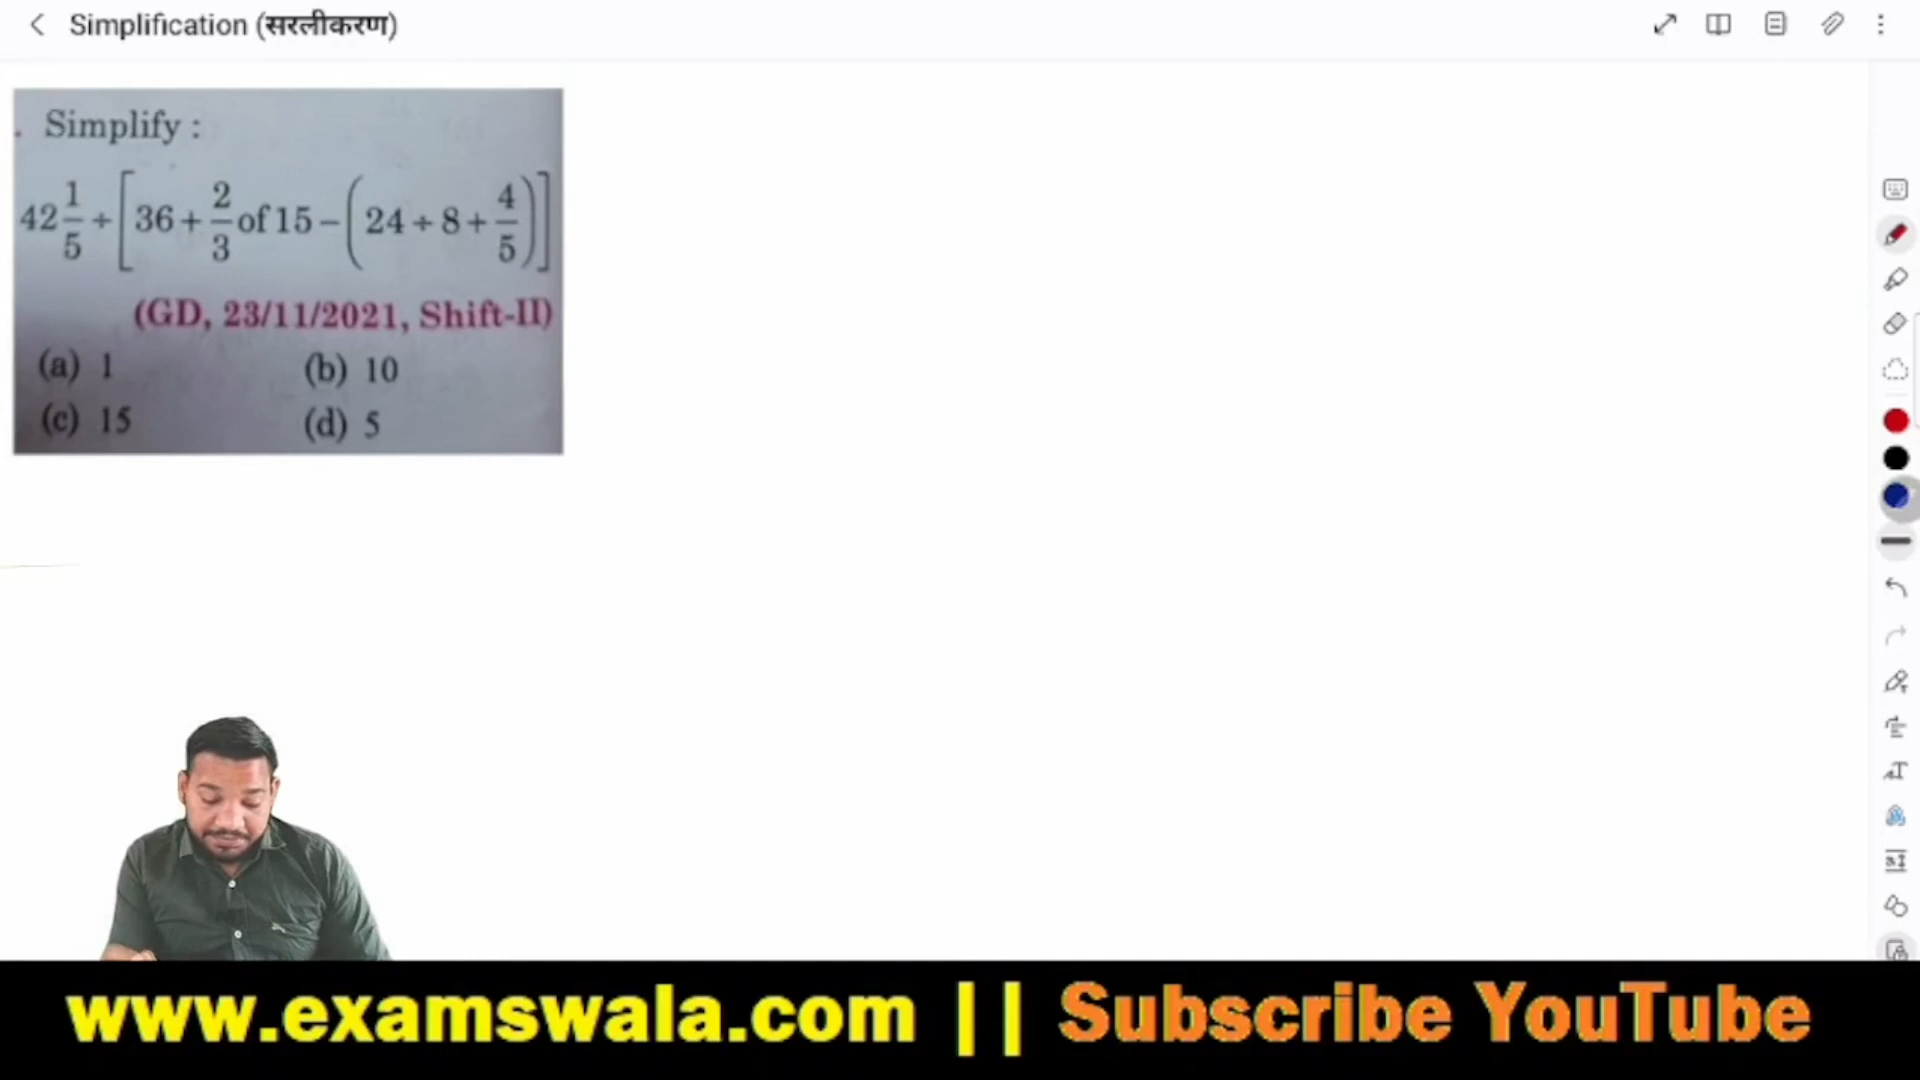 Simplification (सरलीकरण)
. Simplify :
42 1/5 ÷ [36 + 2/3 of 15 − (24 ÷ 8 + 4/5)]
(GD, 23/11/2021, Shift-II)
(a) 1 (b) 10
(c) 15 (d) 5
www.examswala.com || Subscribe YouTube